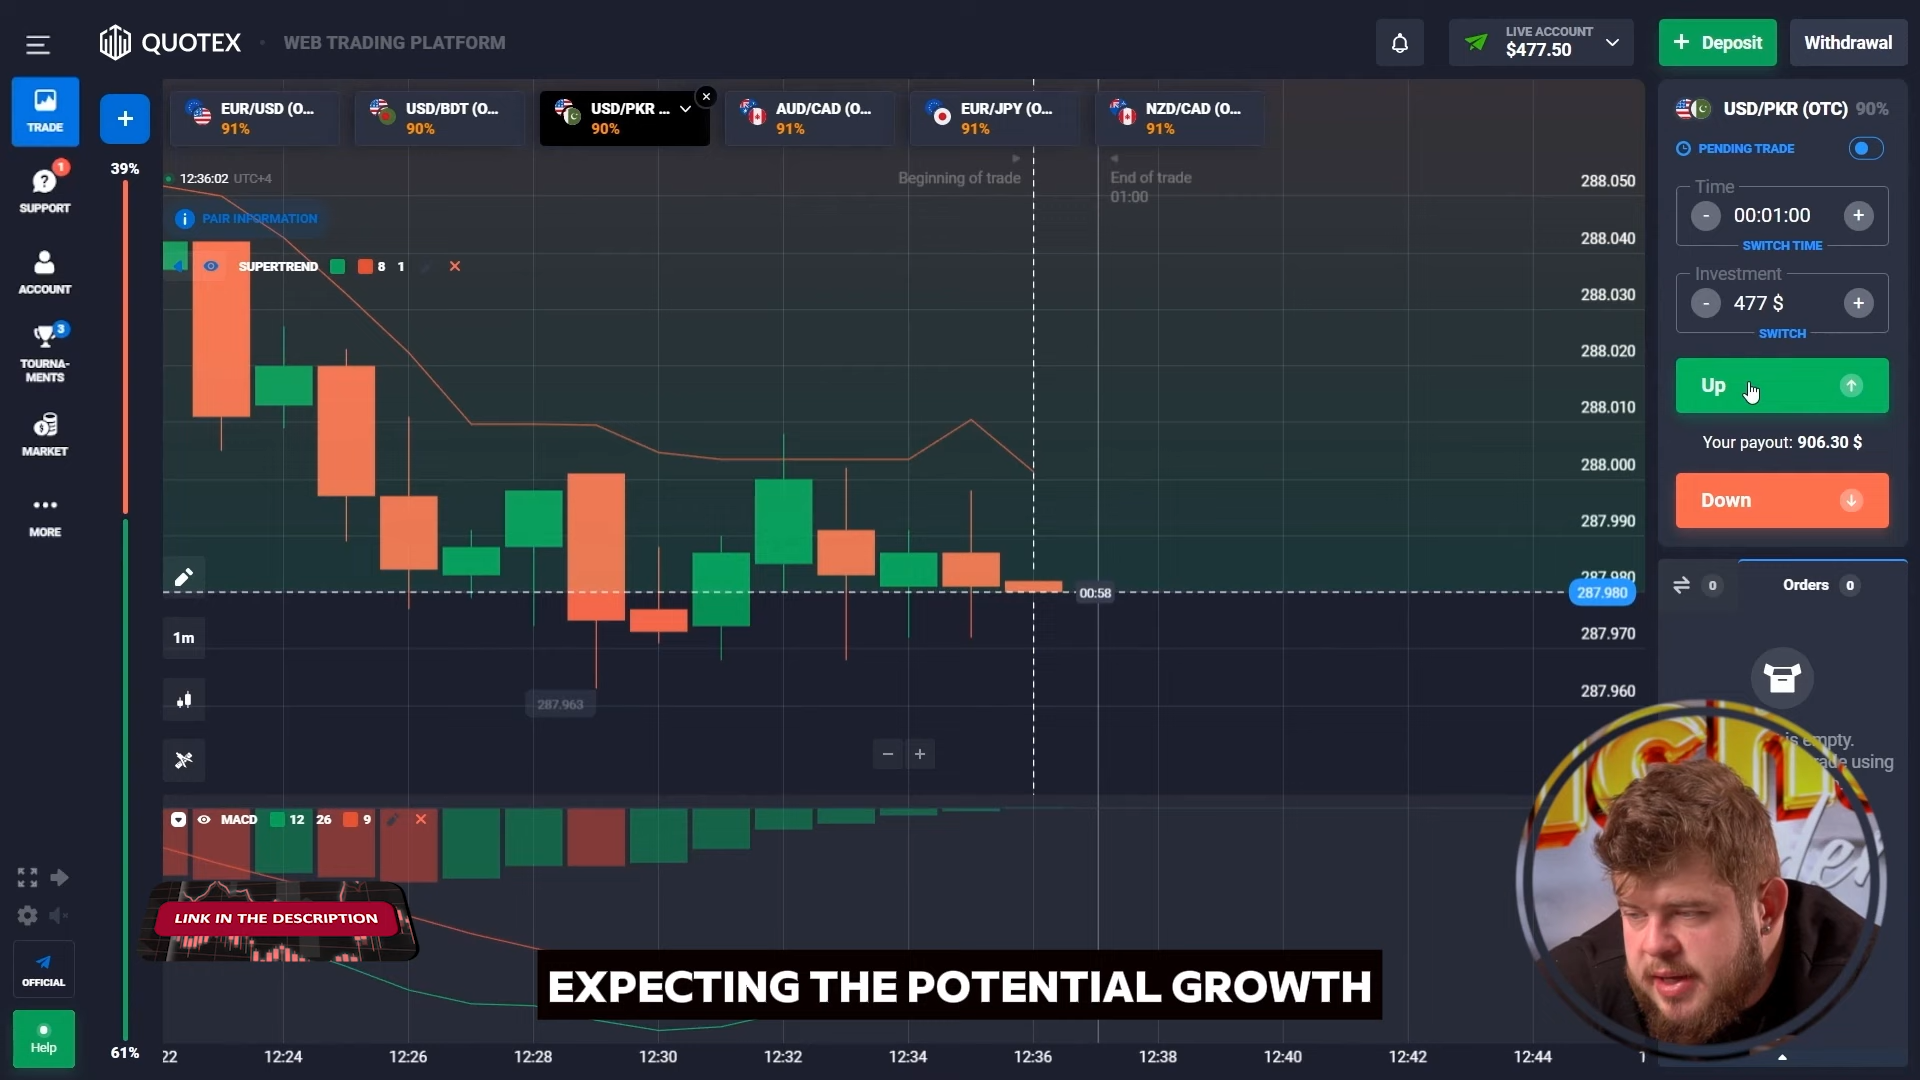 QUOTEX
WEB TRADING PLATFORM
LIVE ACCOUNT
$477.50
+ Deposit
Withdrawal
TRADE
1
SUPPORT
ACCOUNT
3
TOURNA-
MENTS
MARKET
MORE
OFFICIAL
Help
+
39%
61%
EUR/USD (O...
91%
USD/BDT (O...
90%
USD/PKR ...
90%
AUD/CAD (O...
91%
EUR/JPY (O...
91%
NZD/CAD (O...
91%
12:36:02 UTC+4
PAIR INFORMATION
SUPERTREND 8 1
Beginning of trade
End of trade
01:00
288.050
288.040
288.030
288.020
288.010
288.000
287.990
287.980
287.980
287.970
287.960
00:58
287.963
1m
MACD 12 26 9
LINK IN THE DESCRIPTION
EXPECTING THE POTENTIAL GROWTH
22
12:24
12:26
12:28
12:30
12:32
12:34
12:36
12:38
12:40
12:42
12:44
USD/PKR (OTC) 90%
PENDING TRADE
Time
- 00:01:00 +
SWITCH TIME
Investment
- 477 $ +
SWITCH
Up
Your payout: 906.30 $
Down
0
Orders 0
is empty.
using